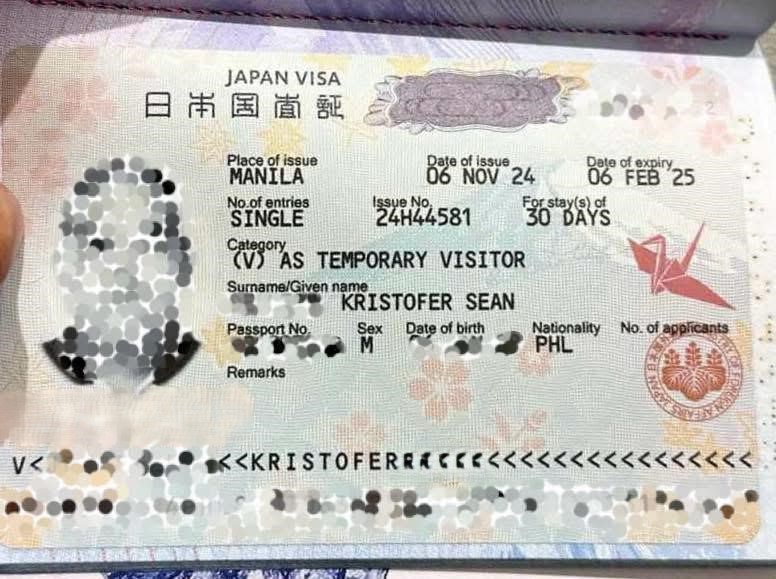 JAPAN VISA
日本国査証
Place of issue Date of issue Date of expiry
MANILA 06 NOV 24 06 FEB 25
No.of entries Issue No. For stay(s) of
SINGLE 24H44581 30 DAYS
Category
(V) AS TEMPORARY VISITOR
Surname/Given name
KRISTOFER SEAN
Passport No. Sex Date of birth Nationality No. of applicants
M PHL
Remarks
V< <<KRISTOFER <<<<<<<<<<<<<<<<<<<<